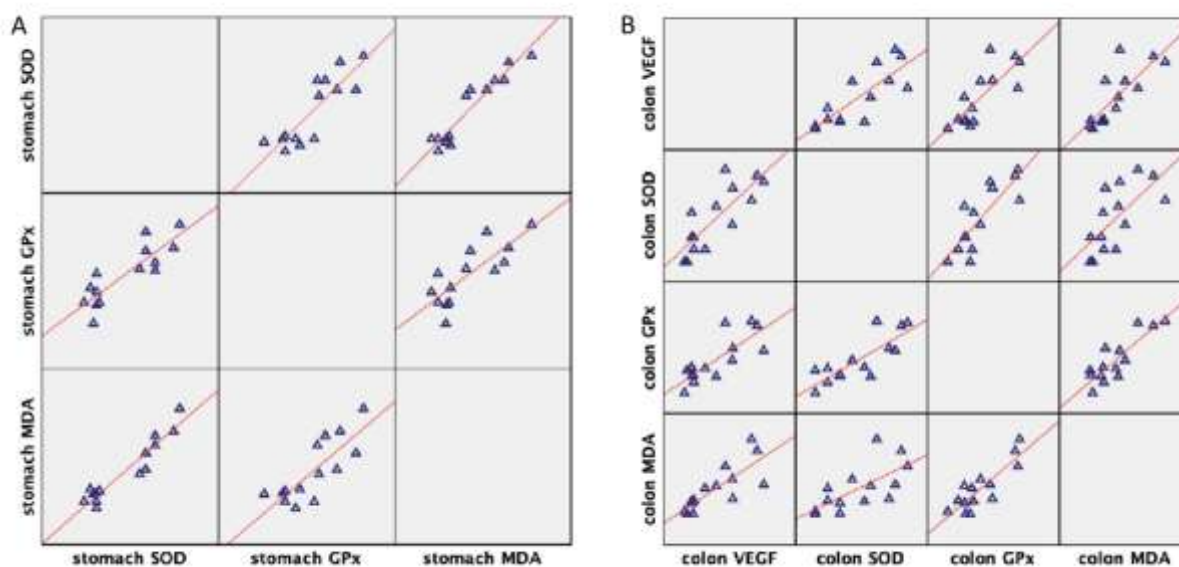 A
stomach SOD
stomach GPx
stomach MDA
stomach SOD
stomach GPx
stomach MDA
B
colon VEGF
colon SOD
colon GPx
colon MDA
colon VEGF
colon SOD
colon GPx
colon MDA